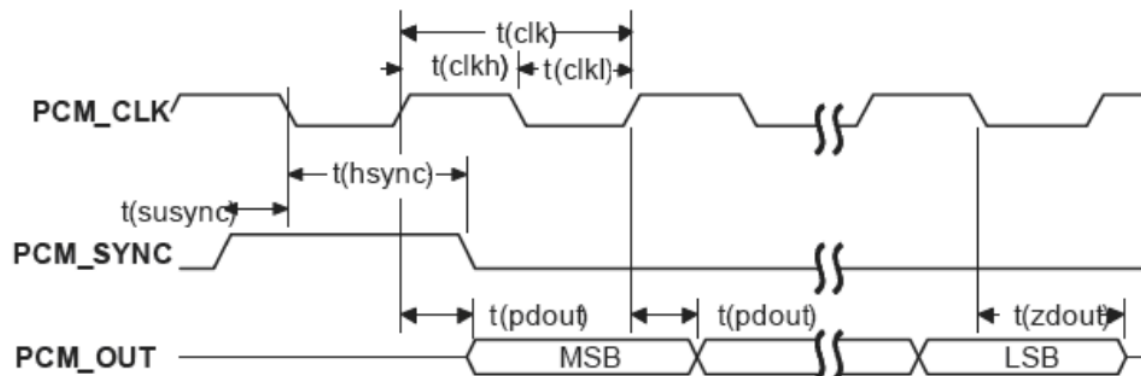 t(clk)
t(clkh) t(clkl)
PCM_CLK
t(hsync)
t(susync)
PCM_SYNC
t(pdout) t(pdout) t(zdout)
PCM_OUT MSB LSB